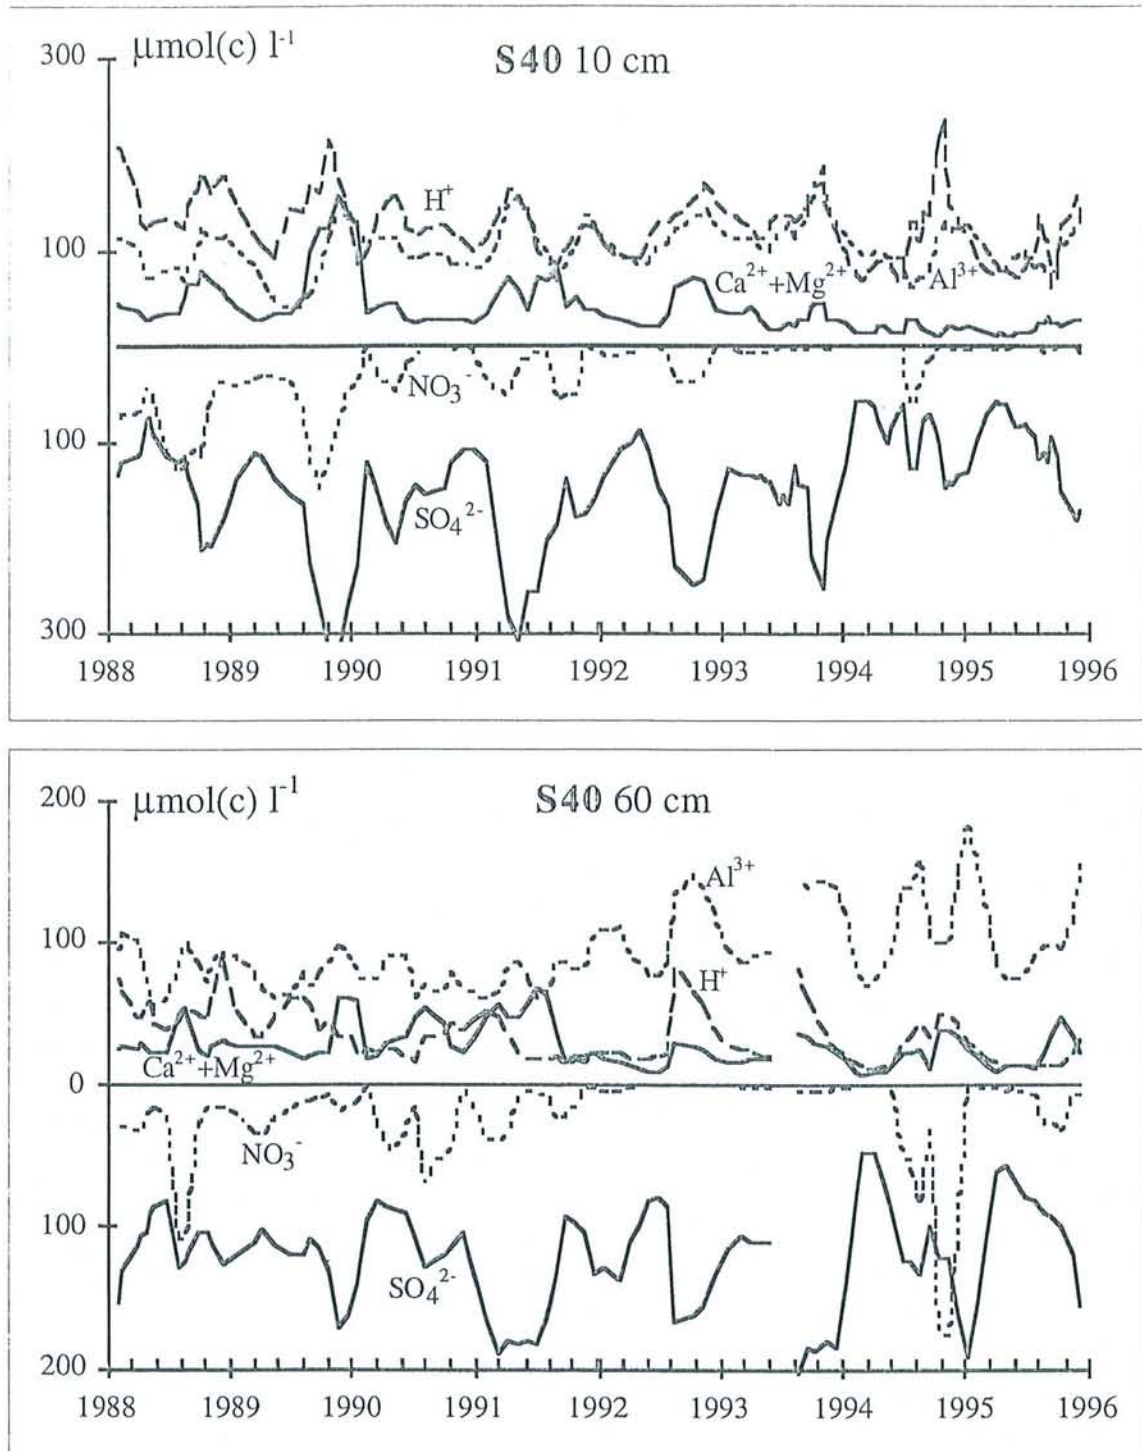 300
µmol(c) l⁻¹
S40 10 cm
H⁺
100
Ca²⁺+Mg²⁺
Al³⁺
NO₃⁻
100
SO₄²⁻
300
1988 1989 1990 1991 1992 1993 1994 1995 1996
200
µmol(c) l⁻¹
S40 60 cm
Al³⁺
100
H⁺
Ca²⁺+Mg²⁺
0
NO₃⁻
100
SO₄²⁻
200
1988 1989 1990 1991 1992 1993 1994 1995 1996